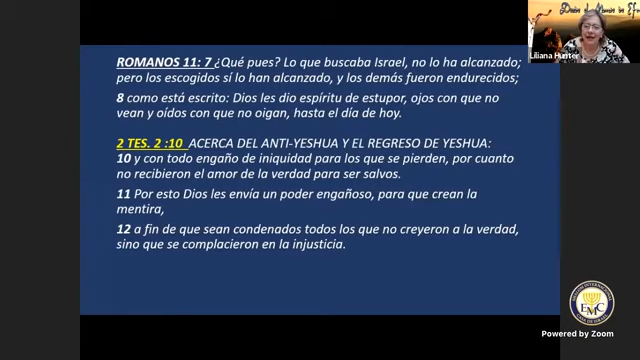 Desde el Monte de Efr
Liliana Hunter
ROMANOS 11: 7 ¿Qué pues? Lo que buscaba Israel, no lo ha alcanzado;
pero los escogidos sí lo han alcanzado, y los demás fueron endurecidos;
8 como está escrito: Dios les dio espíritu de estupor, ojos con que no
vean y oídos con que no oigan, hasta el día de hoy.
2 TES. 2 :10 ACERCA DEL ANTI-YESHUA Y EL REGRESO DE YESHUA:
10 y con todo engaño de iniquidad para los que se pierden, por cuanto
no recibieron el amor de la verdad para ser salvos.
11 Por esto Dios les envía un poder engañoso, para que crean la
mentira,
12 a fin de que sean condenados todos los que no creyeron a la verdad,
sino que se complacieron en la injusticia.
EMC
Powered by Zoom